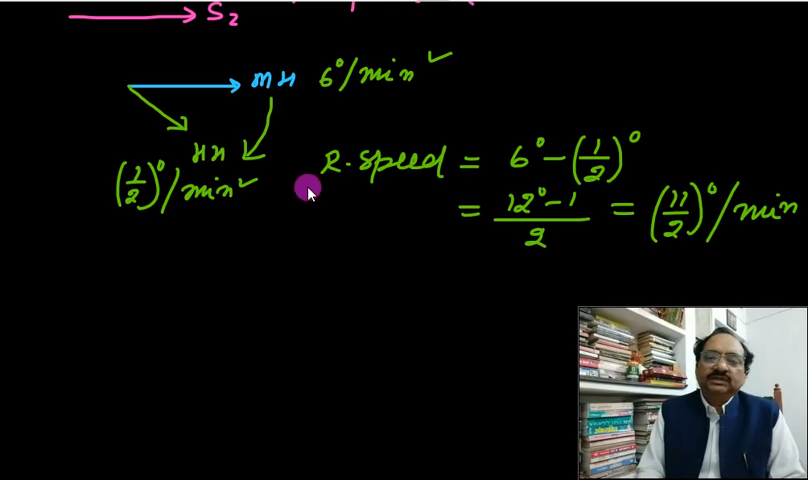 S₂
MH 6°/min ✓
HH
(1/2)°/min ✓
R. Speed = 6° - (1/2)°
= 12° - 1 / 2 = (11/2)°/min